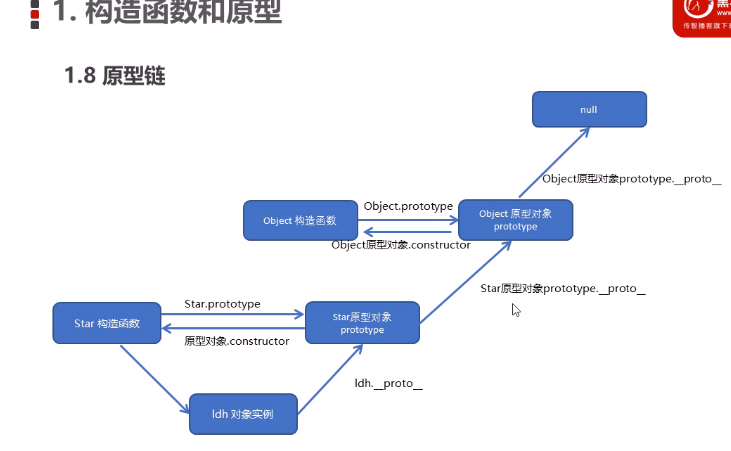 1. 构造函数和原型
黑
www.
传智播客旗下
1.8 原型链
null
Object原型对象prototype.__proto__
Object 构造函数
Object.prototype
Object 原型对象
prototype
Object原型对象.constructor
Star原型对象prototype.__proto__
Star 构造函数
Star.prototype
Star原型对象
prototype
原型对象.constructor
ldh.__proto__
ldh 对象实例